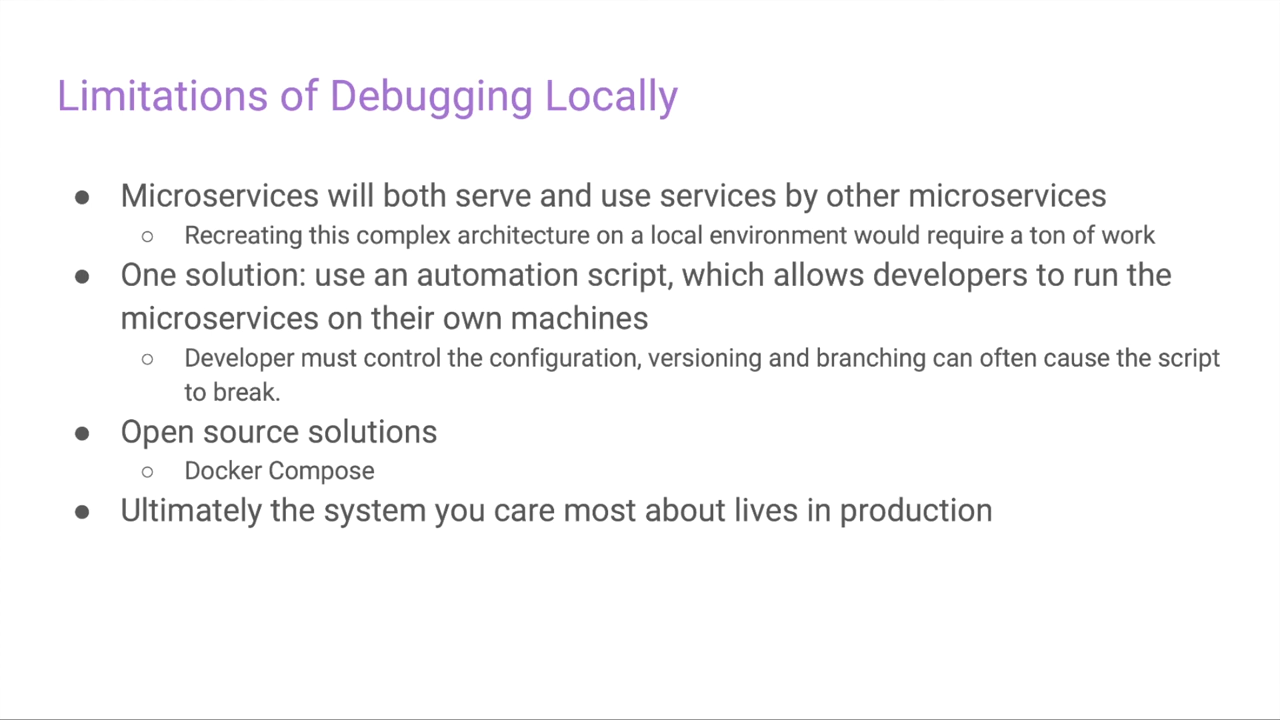 Limitations of Debugging Locally
● Microservices will both serve and use services by other microservices
○ Recreating this complex architecture on a local environment would require a ton of work
● One solution: use an automation script, which allows developers to run the
microservices on their own machines
○ Developer must control the configuration, versioning and branching can often cause the script
to break.
● Open source solutions
○ Docker Compose
● Ultimately the system you care most about lives in production